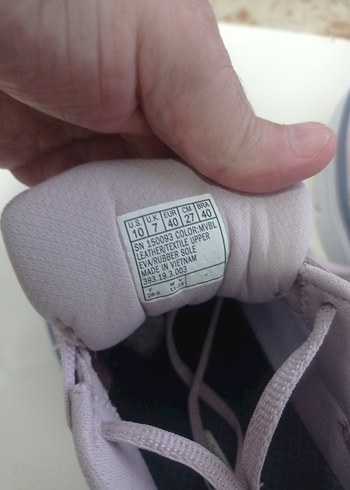 U.S. U.K. EUR CM BRA
10 7 40 27 40
SN 150093 COLOR:MVBL
LEATHER/TEXTILE UPPER
EVA/RUBBER SOLE
MADE IN VIETNAM
393.19.3.003